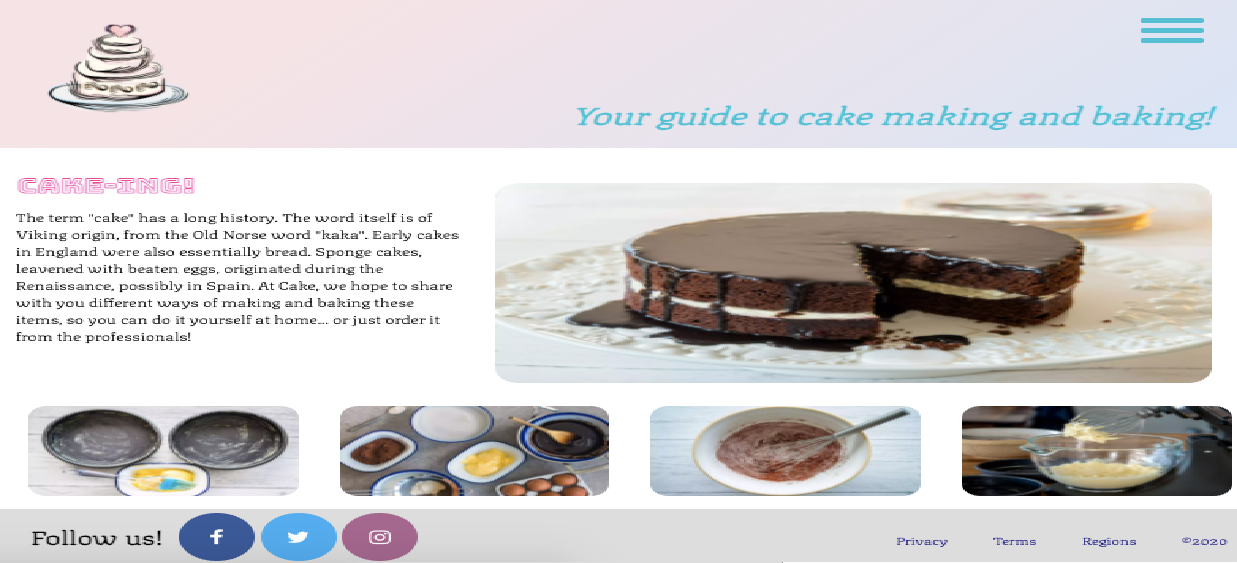 Your guide to cake making and baking!
CAKE-ING!
The term "cake" has a long history. The word itself is of
Viking origin, from the Old Norse word "kaka". Early cakes
in England were also essentially bread. Sponge cakes,
leavened with beaten eggs, originated during the
Renaissance, possibly in Spain. At Cake, we hope to share
with you different ways of making and baking these
items, so you can do it yourself at home... or just order it
from the professionals!
Follow us!
Privacy Terms Regions ©2020